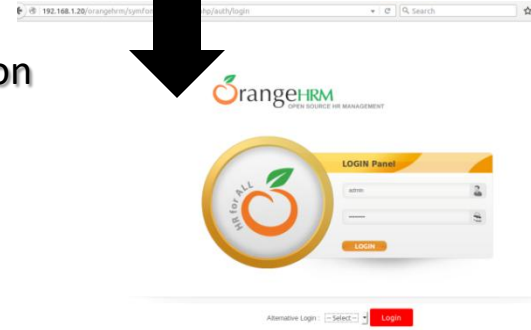 192.168.1.20/orangehrm/symfo hp/auth/login
Search
on
OrangeHRM
OPEN SOURCE HR MANAGEMENT
HR for ALL
LOGIN Panel
admin
LOGIN
Alternative Login : --Select-- Login